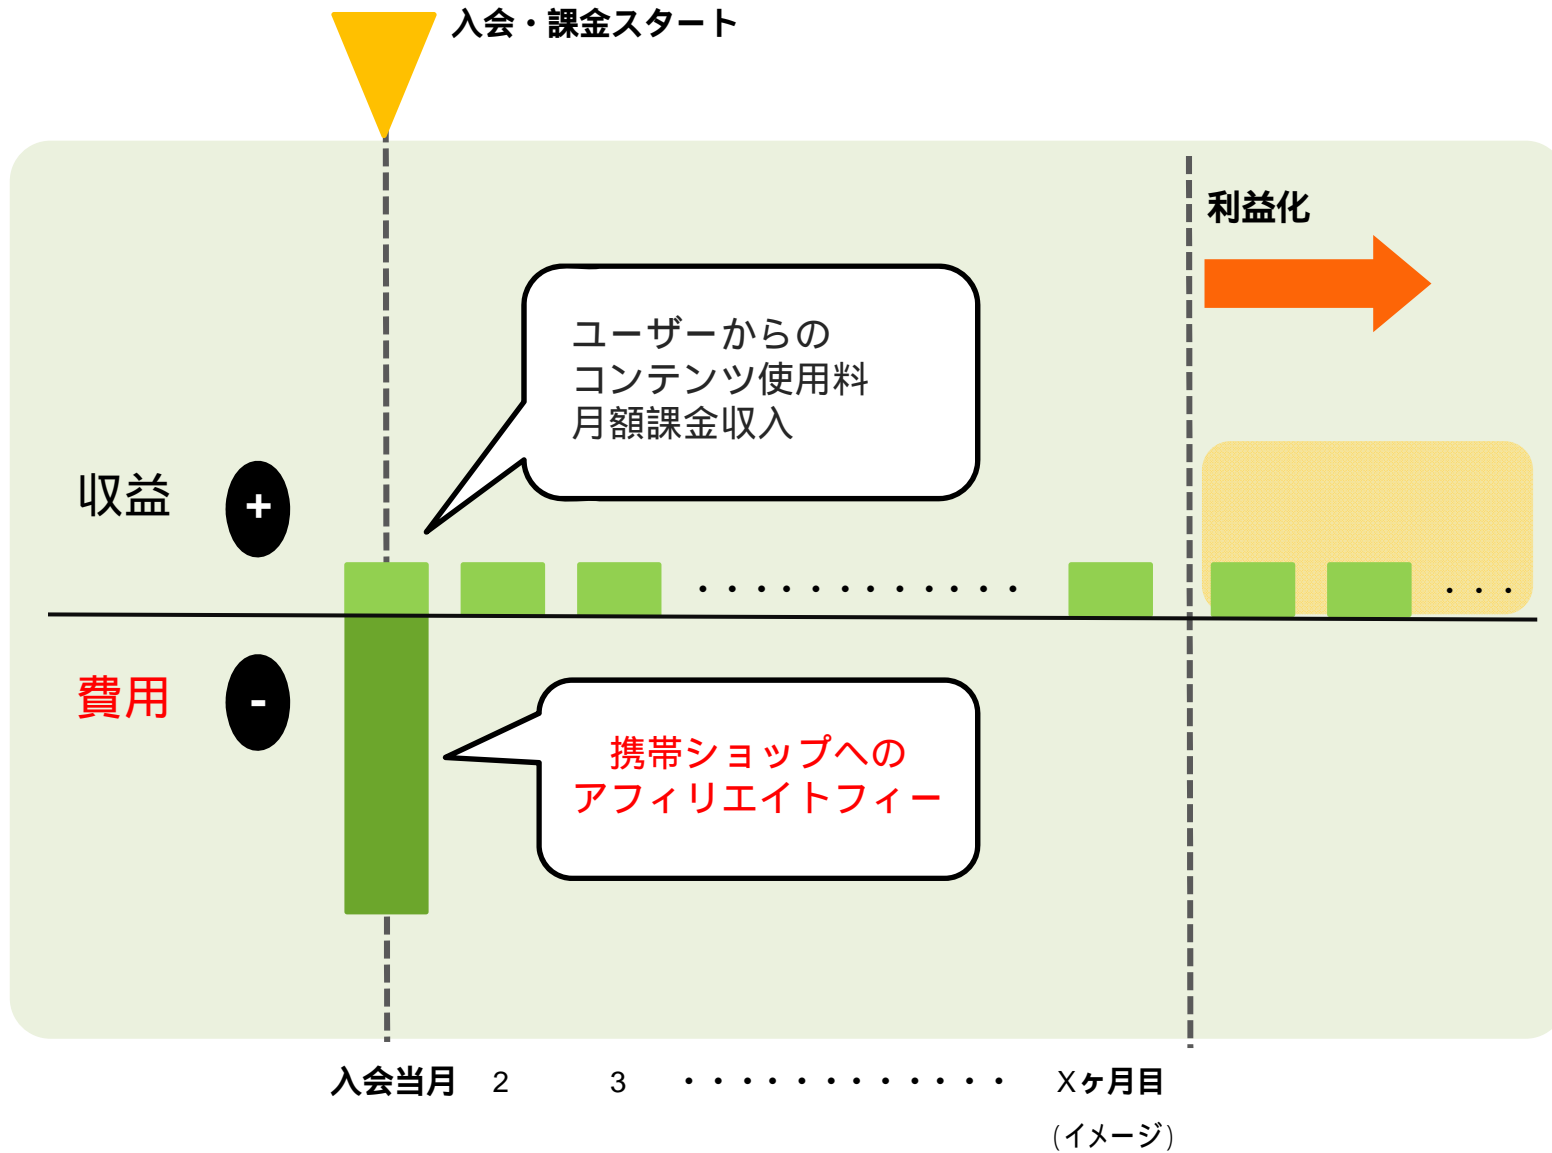 入会・課金スタート
利益化
ユーザーからの
コンテンツ使用料
月額課金収入
収益
+
・・・・・・・・・・・・
・・・
費用
-
携帯ショップへの
アフィリエイトフィー
入会当月 2 3 ・・・・・・・・・・・・ Xヶ月目
(イメージ)